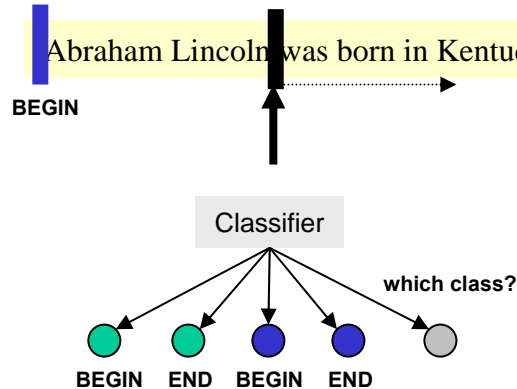 Abraham Lincoln was born in Kentuc
BEGIN
Classifier
which class?
BEGIN END BEGIN END